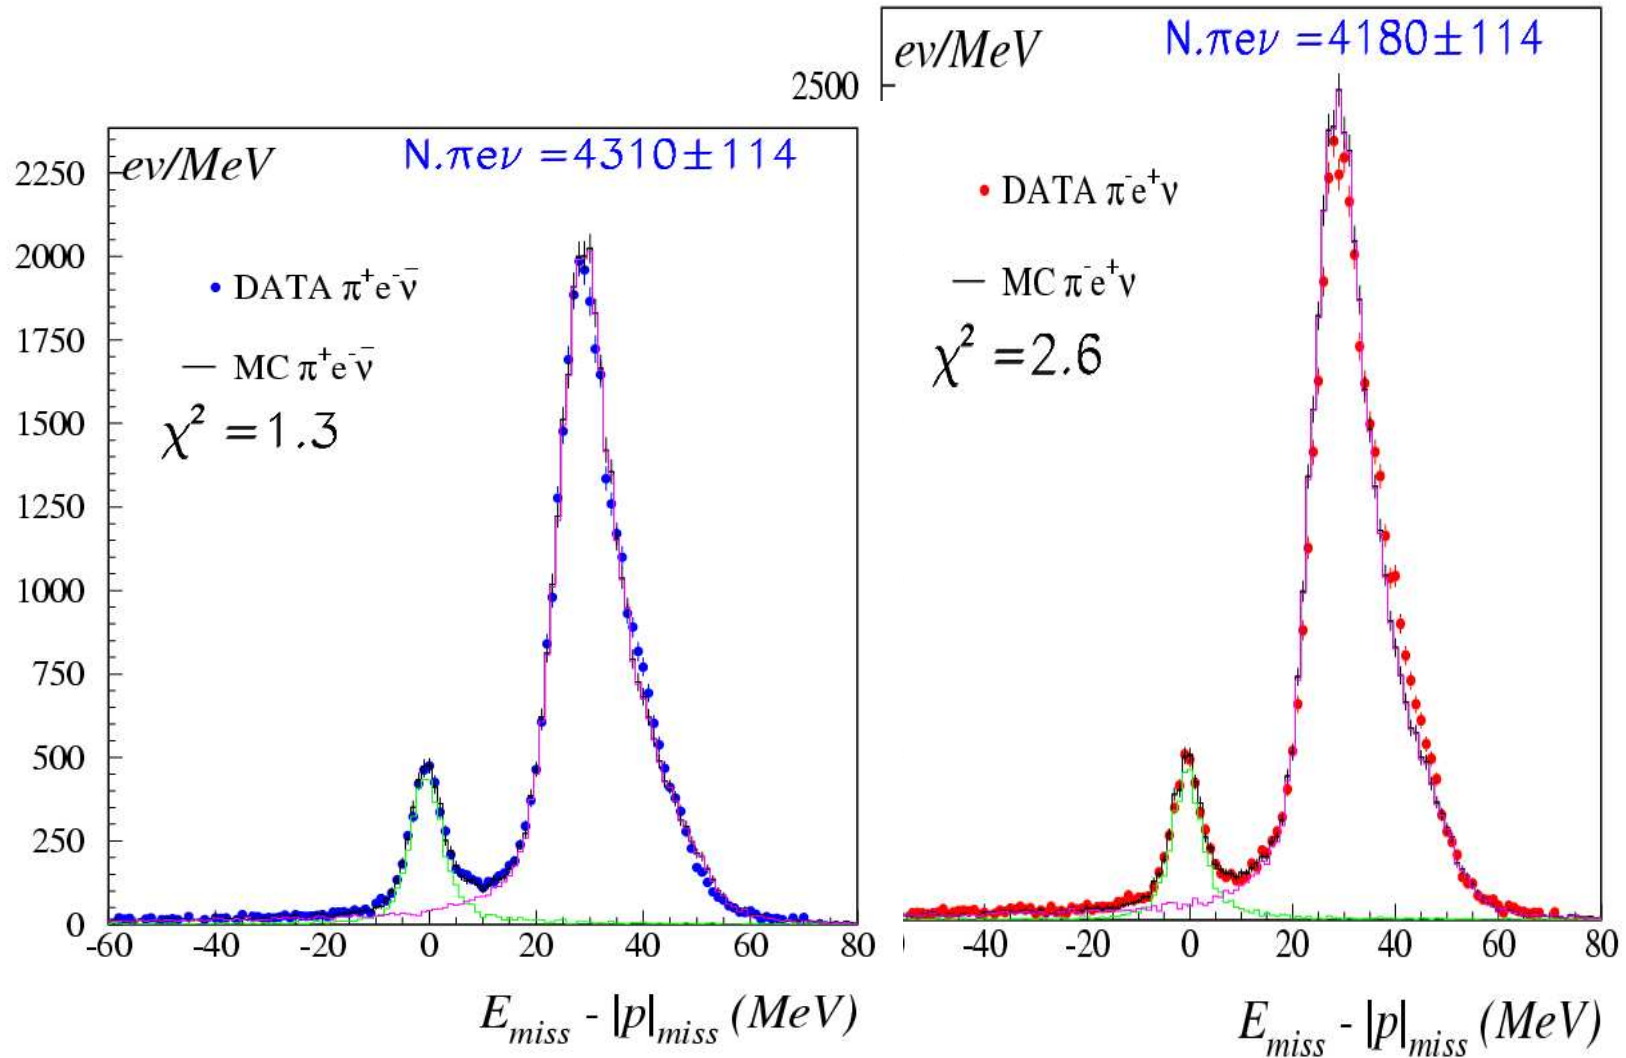 ev/MeV
N.πeν =4310±114
2250
2000
1750
1500
1250
1000
750
500
250
0
DATA π⁺e⁻ν̄
MC π⁺e⁻ν̄
χ² =1.3
-60 -40 -20 0 20 40 60 80
E_miss - |p|_miss (MeV)
2500
ev/MeV
N.πeν =4180±114
DATA π⁻e⁺ν
MC π⁻e⁺ν
χ² =2.6
-40 -20 0 20 40 60 80
E_miss - |p|_miss (MeV)